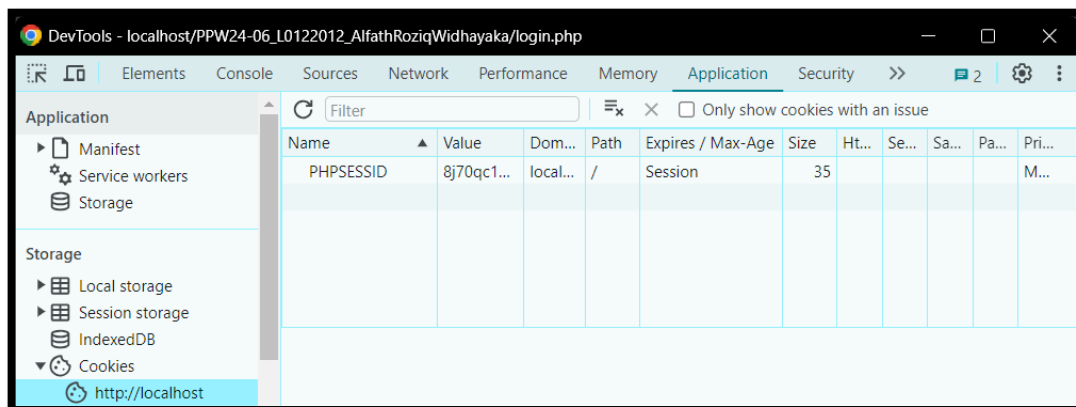 DevTools - localhost/PPW24-06_L0122012_AlfathRoziqWidhayaka/login.php
Elements Console Sources Network Performance Memory Application Security >> 2
Application
Manifest
Service workers
Storage
Storage
Local storage
Session storage
IndexedDB
Cookies
http://localhost
Filter Only show cookies with an issue
Name Value Dom... Path Expires / Max-Age Size Ht... Se... Sa... Pa... Pri...
PHPSESSID 8j70qc1... local... / Session 35 M...